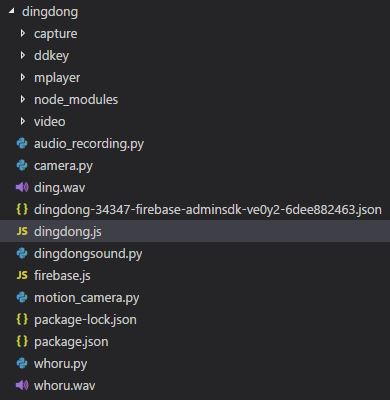 dingdong
capture
ddkey
mplayer
node_modules
video
audio_recording.py
camera.py
ding.wav
{ } dingdong-34347-firebase-adminsdk-ve0y2-6dee882463.json
JS dingdong.js
dingdongsound.py
JS firebase.js
motion_camera.py
{ } package-lock.json
{ } package.json
whoru.py
whoru.wav